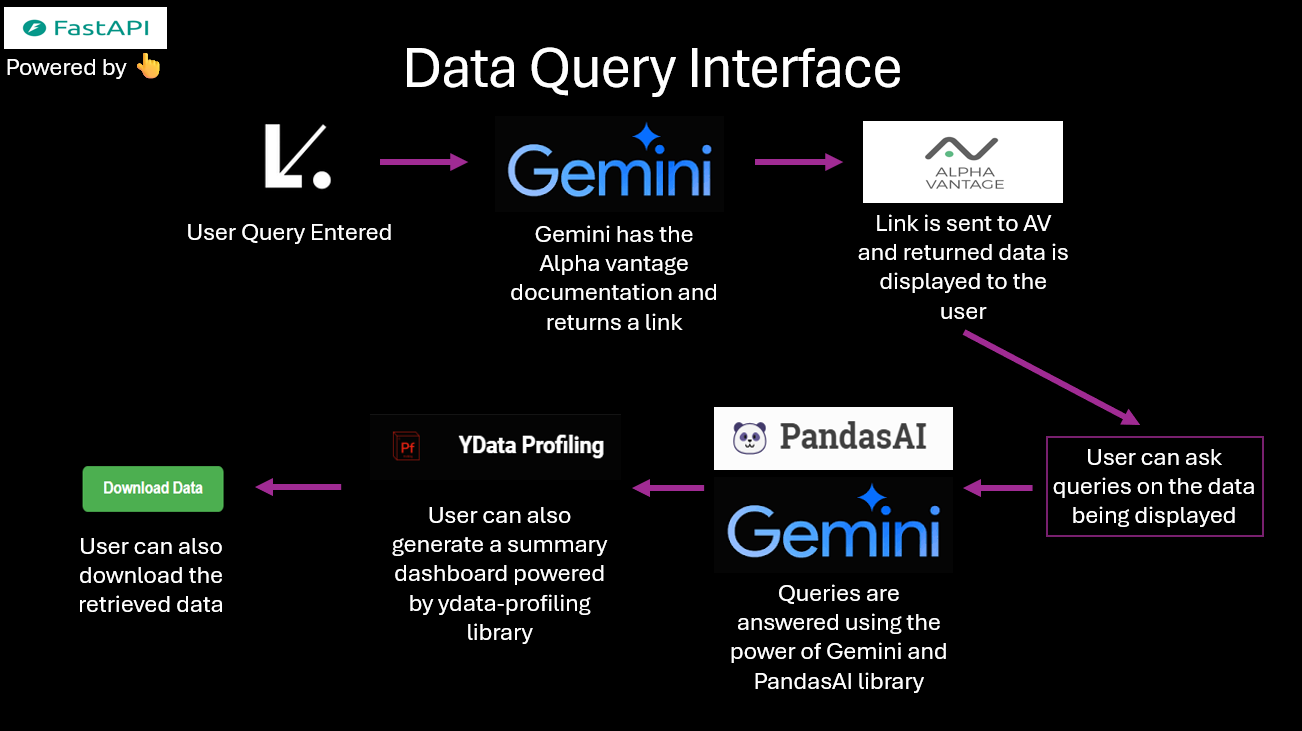 FastAPI
Powered by 👆
Data Query Interface
User Query Entered
Gemini
Gemini has the
Alpha vantage
documentation and
returns a link
ALPHA
VANTAGE
Link is sent to AV
and returned data is
displayed to the
user
User can ask
queries on the data
being displayed
PandasAI
Gemini
Queries are
answered using the
power of Gemini and
PandasAI library
Pf
YData Profiling
User can also
generate a summary
dashboard powered
by ydata-profiling
library
Download Data
User can also
download the
retrieved data